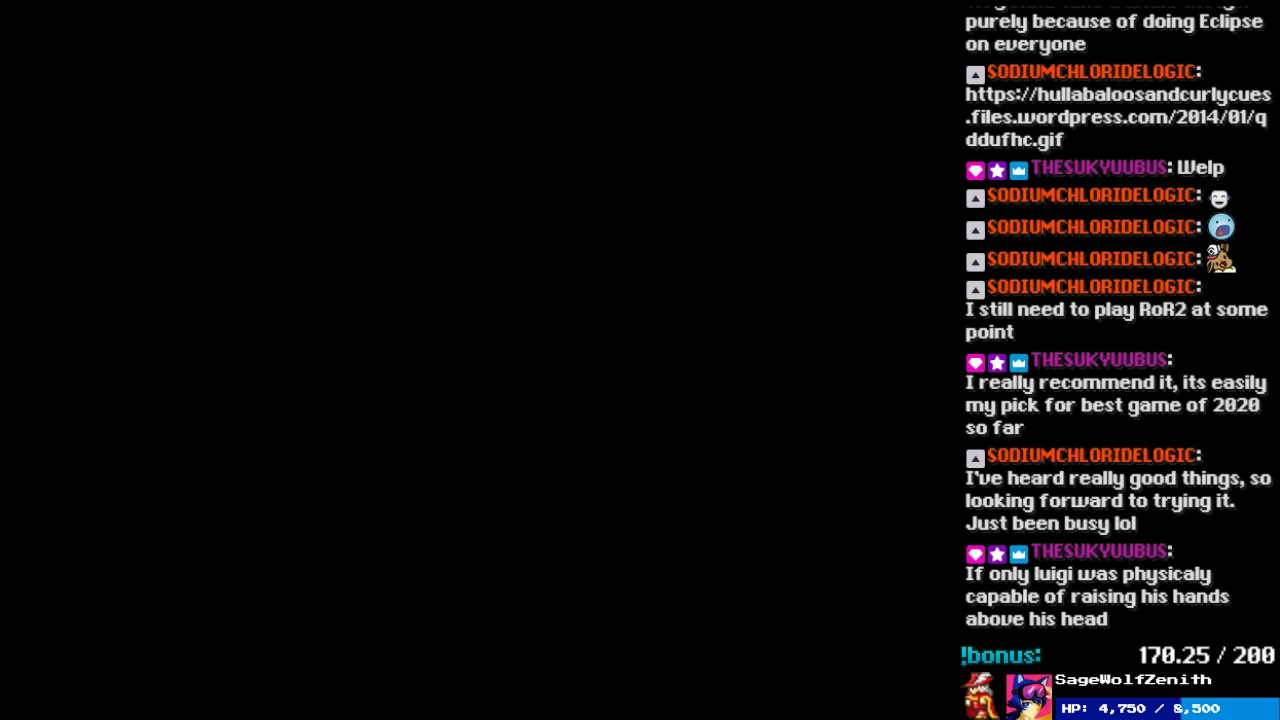 purely because of doing Eclipse
on everyone
SODIUMCHLORIDELOGIC:
https://hullabaloosandcurlycues
.files.wordpress.com/2014/01/q
ddufhc.gif
THESUKYUUBUS: Welp
SODIUMCHLORIDELOGIC:
SODIUMCHLORIDELOGIC:
SODIUMCHLORIDELOGIC:
SODIUMCHLORIDELOGIC:
I still need to play RoR2 at some
point
THESUKYUUBUS:
I really recommend it, its easily
my pick for best game of 2020
so far
SODIUMCHLORIDELOGIC:
I've heard really good things, so
looking forward to trying it.
Just been busy lol
THESUKYUUBUS:
If only luigi was physicaly
capable of raising his hands
above his head
!bonus: 170.25 / 200
SageWolfZenith
HP: 4,750 / 8,500